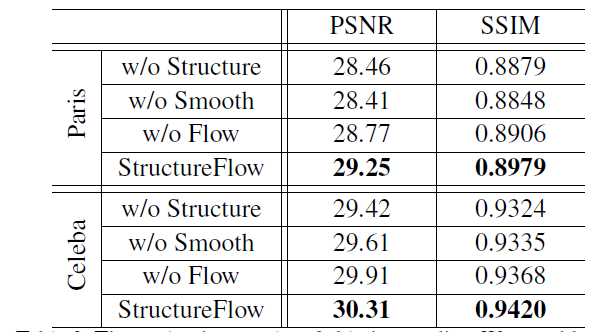 PSNR SSIM
Paris
w/o Structure 28.46 0.8879
w/o Smooth 28.41 0.8848
w/o Flow 28.77 0.8906
StructureFlow 29.25 0.8979
Celeba
w/o Structure 29.42 0.9324
w/o Smooth 29.61 0.9335
w/o Flow 29.91 0.9368
StructureFlow 30.31 0.9420